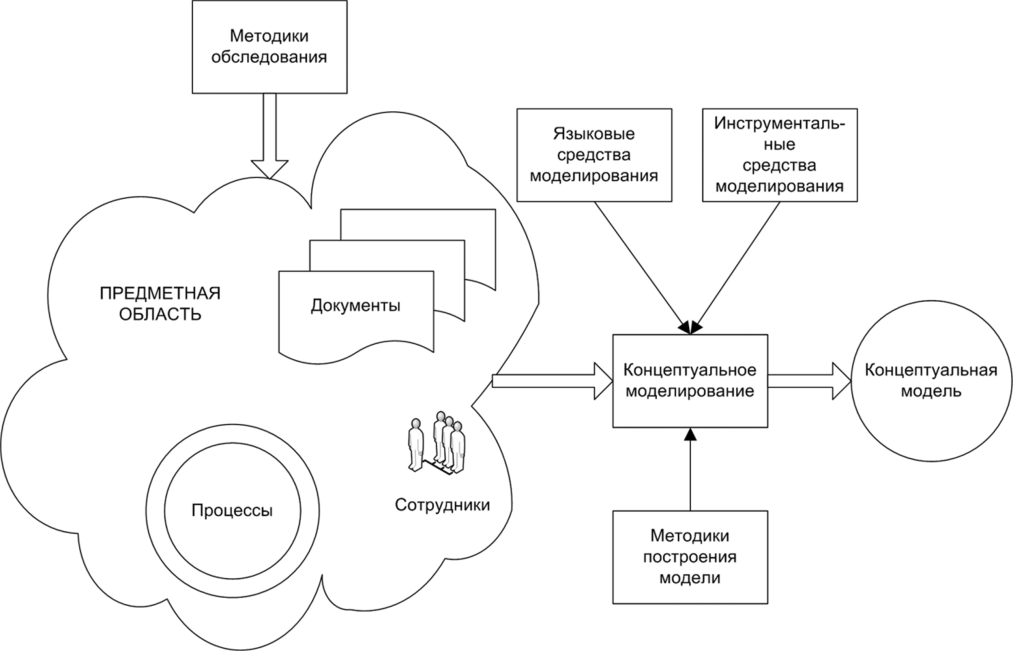 Методики
обследования
Языковые
средства
моделирования
Инструменталь-
ные
средства
моделирования
ПРЕДМЕТНАЯ
ОБЛАСТЬ
Документы
Концептуальное
моделирование
Концептуальная
модель
Процессы
Сотрудники
Методики
построения
модели